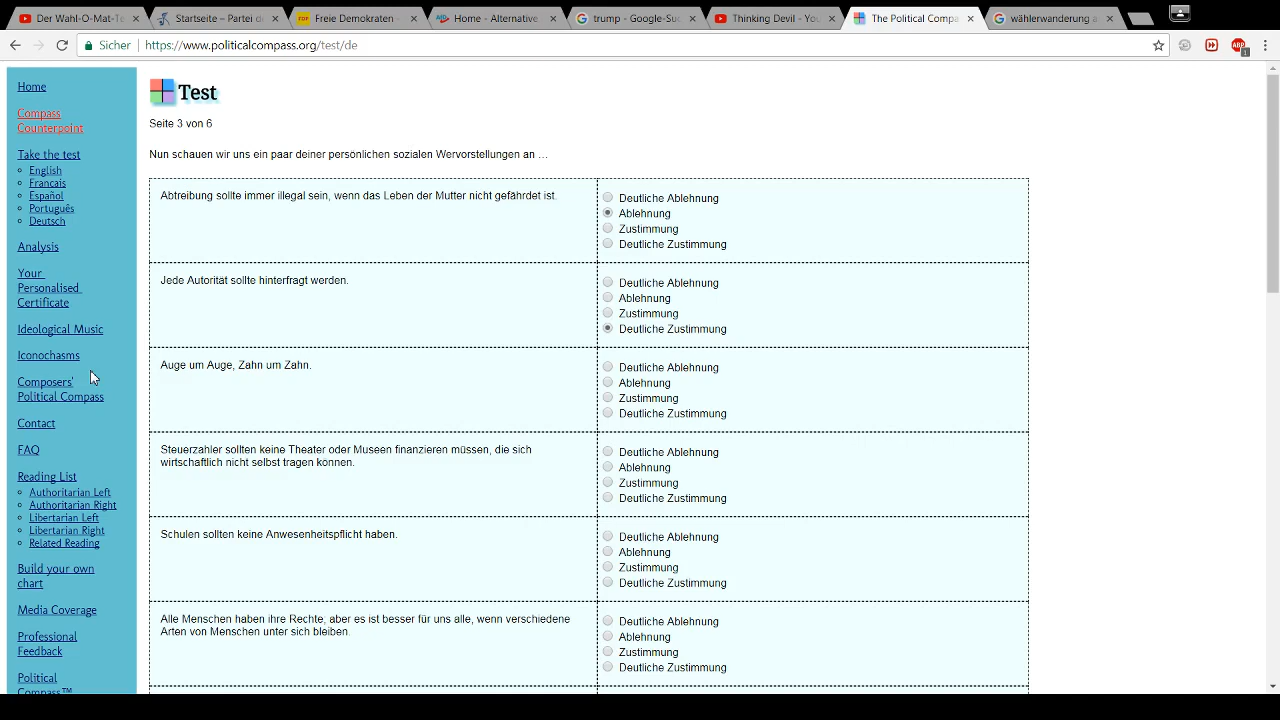 Der Wahl-O-Mat-Te
Startseite – Partei de
Freie Demokraten –
Home - Alternative
trump - Google-Suc
Thinking Devil - You
The Political Compa
wählerwanderung a
Sicher
https://www.politicalcompass.org/test/de
Home
Compass
Counterpoint
Take the test
English
Francais
Español
Português
Deutsch
Analysis
Your
Personalised
Certificate
Ideological Music
Iconochasms
Composers'
Political Compass
Contact
FAQ
Reading List
Authoritarian Left
Authoritarian Right
Libertarian Left
Libertarian Right
Related Reading
Build your own
chart
Media Coverage
Professional
Feedback
Political
Compass™
Test
Seite 3 von 6
Nun schauen wir uns ein paar deiner persönlichen sozialen Wervorstellungen an …
Abtreibung sollte immer illegal sein, wenn das Leben der Mutter nicht gefährdet ist.
Deutliche Ablehnung
Ablehnung
Zustimmung
Deutliche Zustimmung
Jede Autorität sollte hinterfragt werden.
Deutliche Ablehnung
Ablehnung
Zustimmung
Deutliche Zustimmung
Auge um Auge, Zahn um Zahn.
Deutliche Ablehnung
Ablehnung
Zustimmung
Deutliche Zustimmung
Steuerzahler sollten keine Theater oder Museen finanzieren müssen, die sich
wirtschaftlich nicht selbst tragen können.
Deutliche Ablehnung
Ablehnung
Zustimmung
Deutliche Zustimmung
Schulen sollten keine Anwesenheitspflicht haben.
Deutliche Ablehnung
Ablehnung
Zustimmung
Deutliche Zustimmung
Alle Menschen haben ihre Rechte, aber es ist besser für uns alle, wenn verschiedene
Arten von Menschen unter sich bleiben.
Deutliche Ablehnung
Ablehnung
Zustimmung
Deutliche Zustimmung